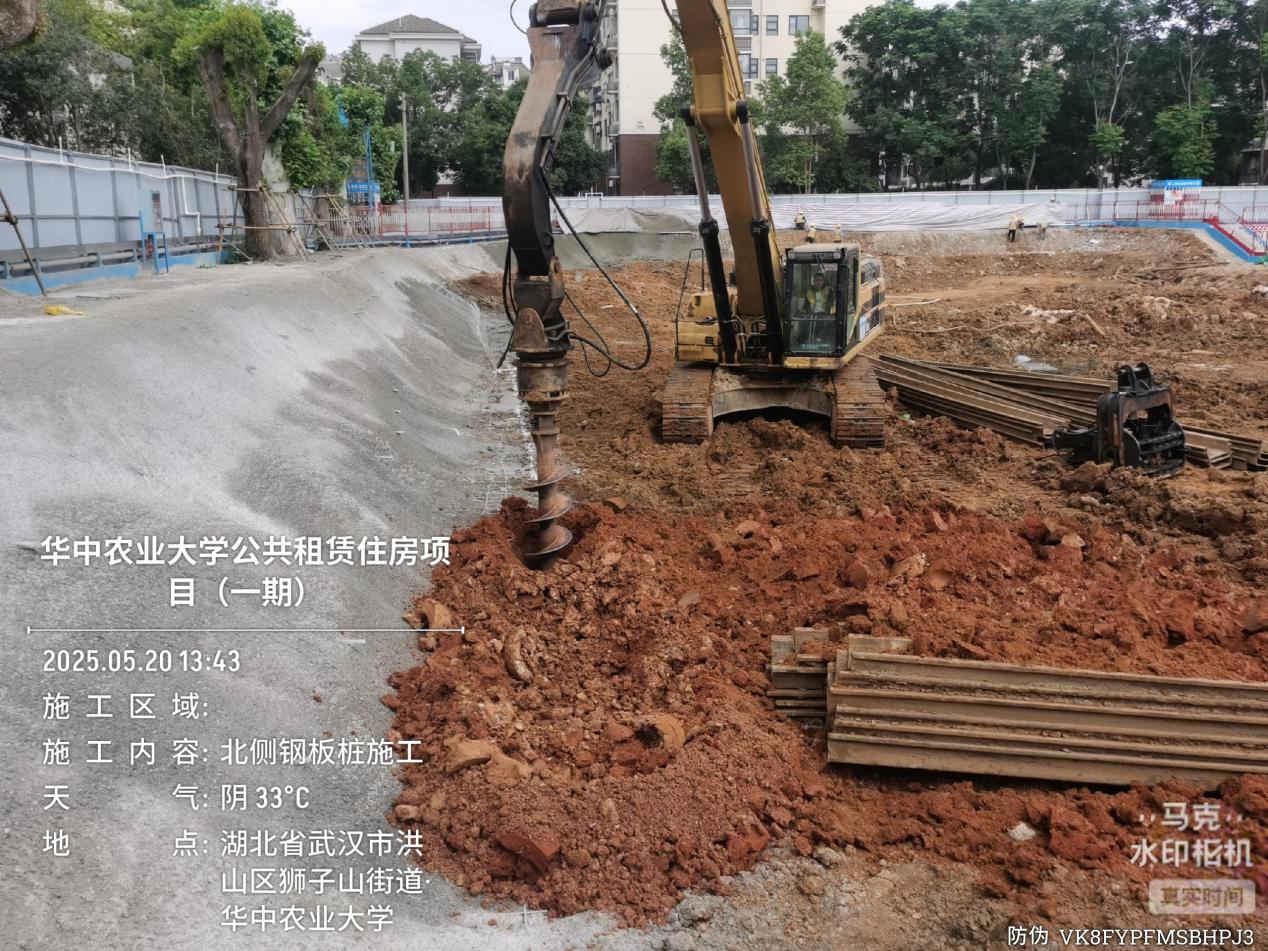 华中农业大学公共租赁住房项
目（一期）
2025.05.20 13:43
施工区域:
施工内容: 北侧钢板桩施工
天气: 阴 33°C
地点: 湖北省武汉市洪
山区狮子山街道·
华中农业大学
马克
水印相机
真实时间
防伪 VK8FYPFMSBHPJ3